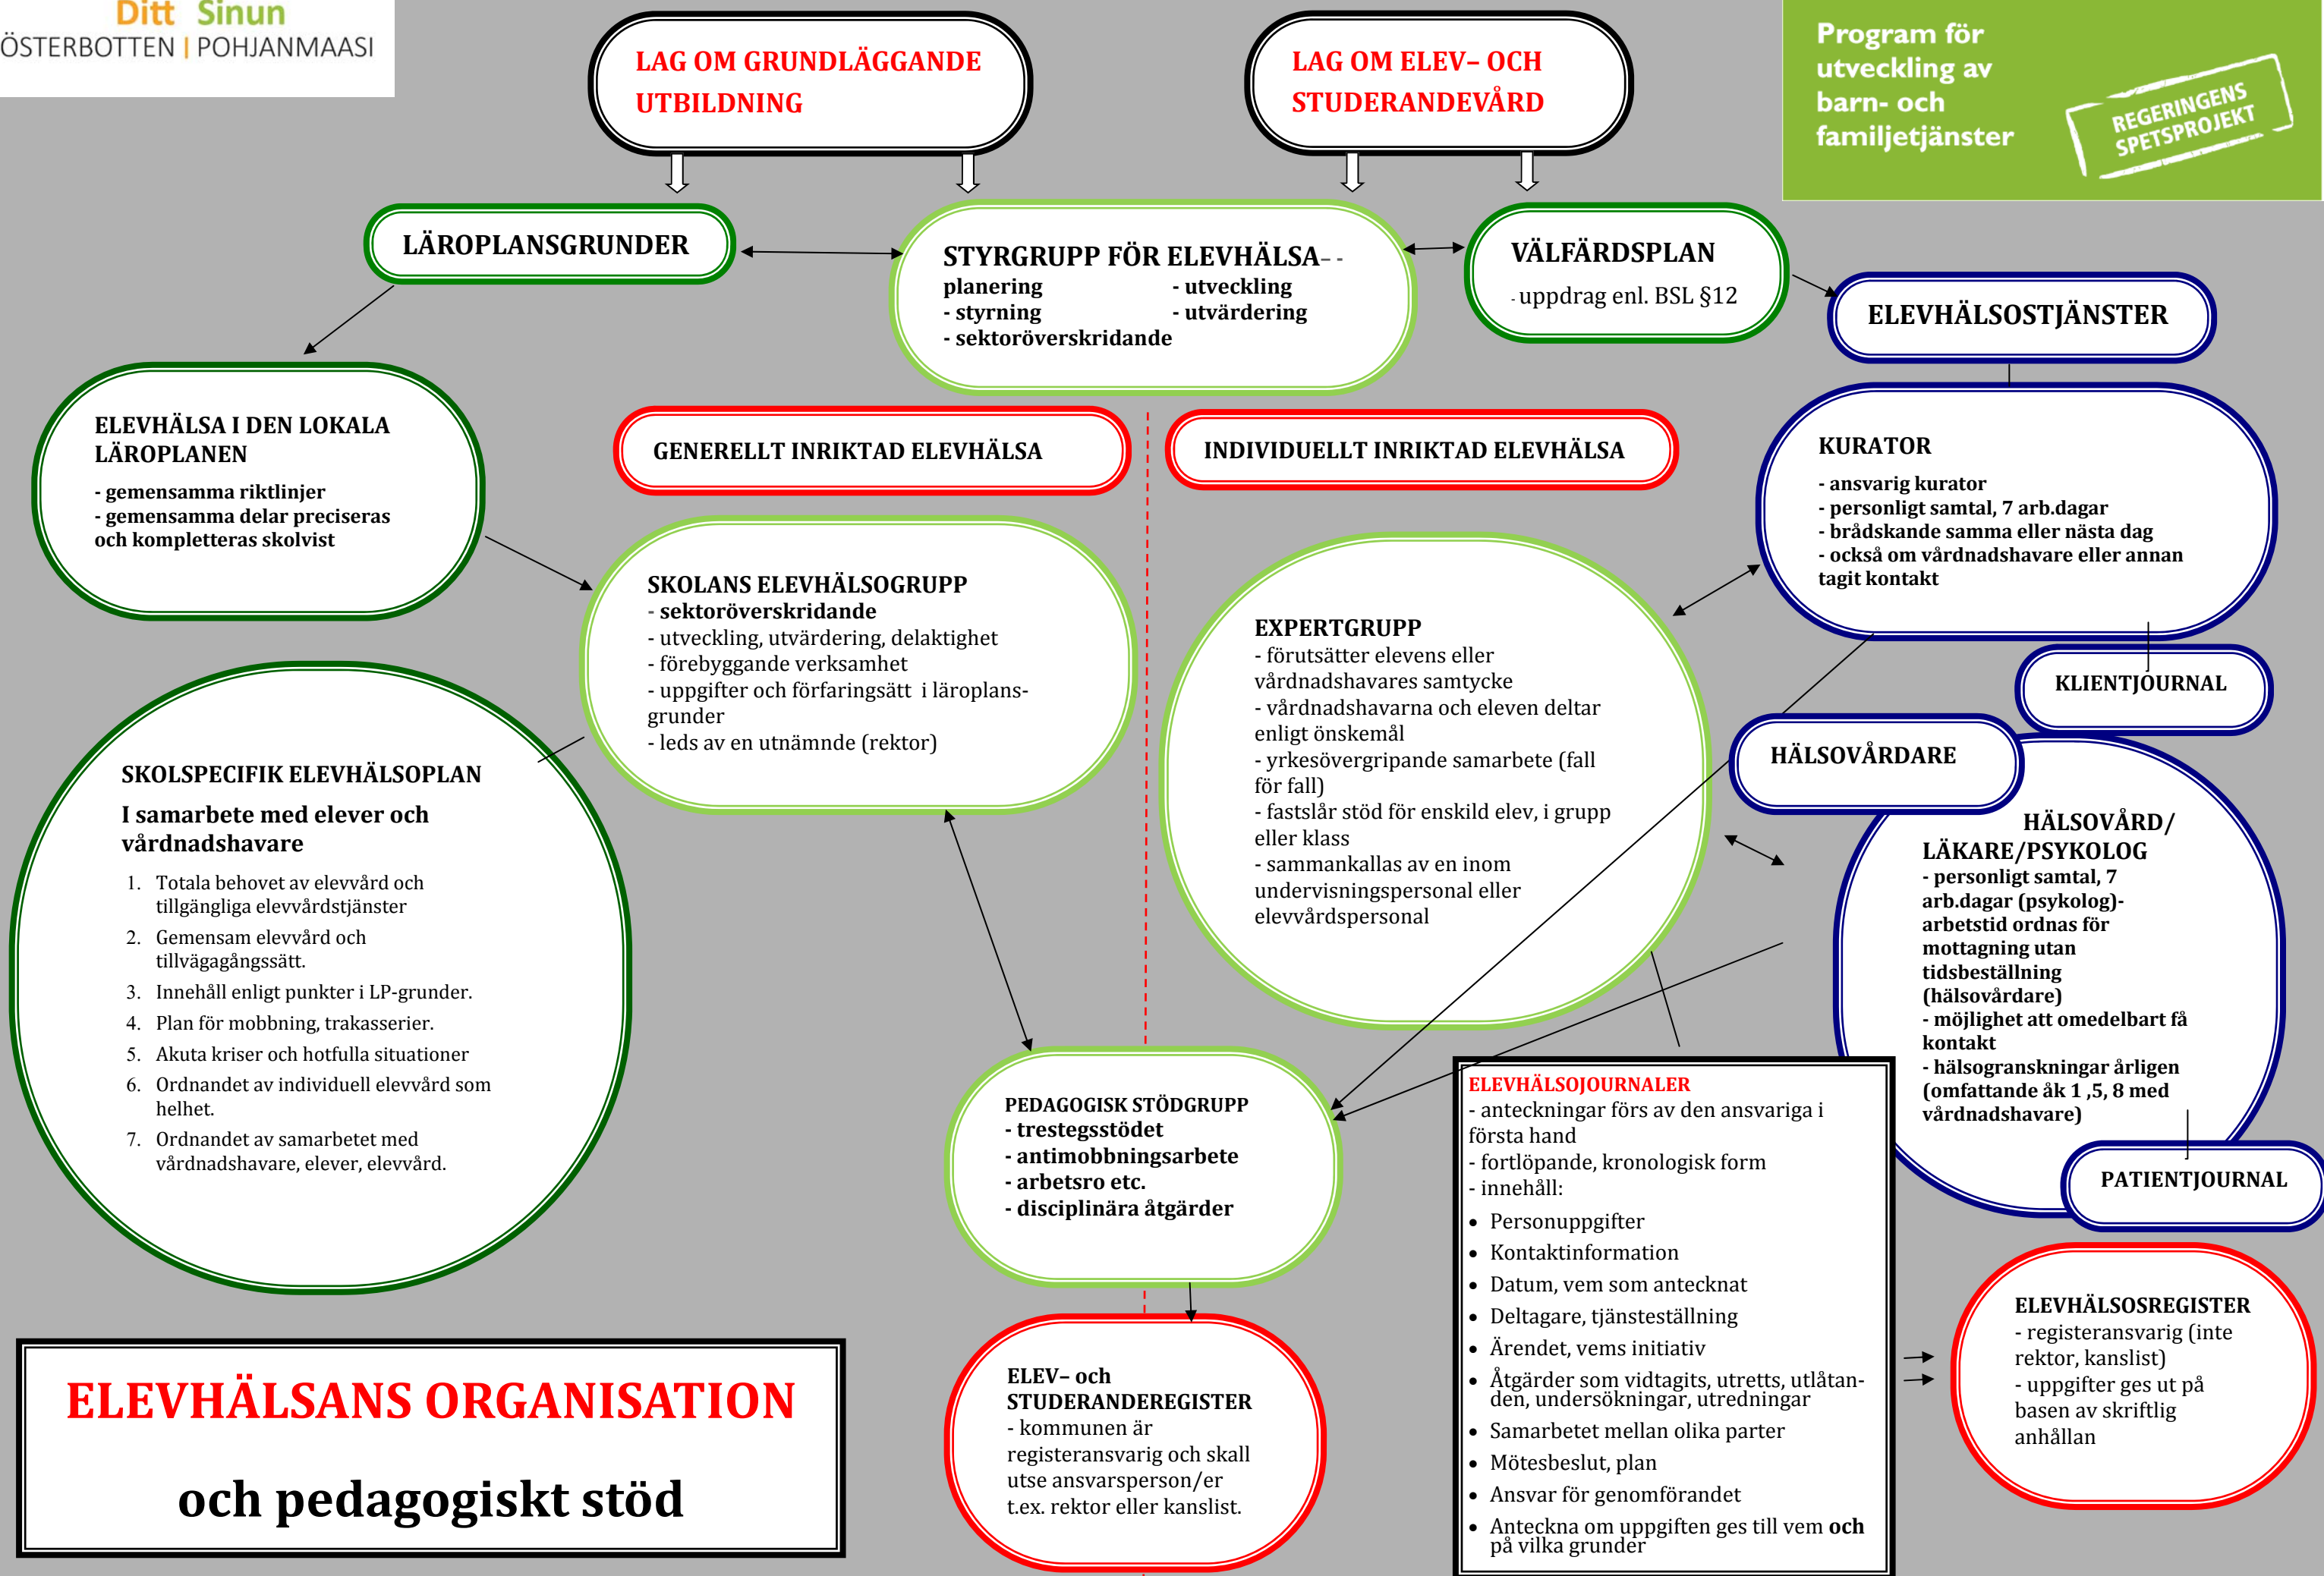 Ditt Sinun
ÖSTERBOTTEN | POHJANMAASI
LAG OM GRUNDLÄGGANDE
UTBILDNING
LAG OM ELEV– OCH
STUDERANDEVÅRD
Program för
utveckling av
barn- och
familjetjänster
REGERINGENS
SPETSPROJEKT
LÄROPLANSGRUNDER
STYRGRUPP FÖR ELEVHÄLSA– -
planering - utveckling
- styrning - utvärdering
- sektoröverskridande
VÄLFÄRDSPLAN
- uppdrag enl. BSL §12
ELEVHÄLSOSTJÄNSTER
ELEVHÄLSA I DEN LOKALA
LÄROPLANEN
- gemensamma riktlinjer
- gemensamma delar preciseras
och kompletteras skolvist
GENERELLT INRIKTAD ELEVHÄLSA
INDIVIDUELLT INRIKTAD ELEVHÄLSA
KURATOR
- ansvarig kurator
- personligt samtal, 7 arb.dagar
- brådskande samma eller nästa dag
- också om vårdnadshavare eller annan
tagit kontakt
SKOLANS ELEVHÄLSOGRUPP
- sektoröverskridande
- utveckling, utvärdering, delaktighet
- förebyggande verksamhet
- uppgifter och förfaringsätt i läroplans-
grunder
- leds av en utnämnde (rektor)
EXPERTGRUPP
- förutsätter elevens eller
vårdnadshavares samtycke
- vårdnadshavarna och eleven deltar
enligt önskemål
- yrkesövergripande samarbete (fall
för fall)
- fastslår stöd för enskild elev, i grupp
eller klass
- sammankallas av en inom
undervisningspersonal eller
elevvårdspersonal
KLIENTJOURNAL
HÄLSOVÅRDARE
HÄLSOVÅRD/
LÄKARE/PSYKOLOG
- personligt samtal, 7
arb.dagar (psykolog)-
arbetstid ordnas för
mottagning utan
tidsbeställning
(hälsovårdare)
- möjlighet att omedelbart få
kontakt
- hälsogranskningar årligen
(omfattande åk 1 ,5, 8 med
vårdnadshavare)
PATIENTJOURNAL
SKOLSPECIFIK ELEVHÄLSOPLAN
I samarbete med elever och
vårdnadshavare
1. Totala behovet av elevvård och
tillgängliga elevvårdstjänster
2. Gemensam elevvård och
tillvägagångssätt.
3. Innehåll enligt punkter i LP-grunder.
4. Plan för mobbning, trakasserier.
5. Akuta kriser och hotfulla situationer
6. Ordnandet av individuell elevvård som
helhet.
7. Ordnandet av samarbetet med
vårdnadshavare, elever, elevvård.
PEDAGOGISK STÖDGRUPP
- trestegsstödet
- antimobbningsarbete
- arbetsro etc.
- disciplinära åtgärder
ELEVHÄLSOJOURNALER
- anteckningar förs av den ansvariga i
första hand
- fortlöpande, kronologisk form
- innehåll:
• Personuppgifter
• Kontaktinformation
• Datum, vem som antecknat
• Deltagare, tjänsteställning
• Ärendet, vems initiativ
• Åtgärder som vidtagits, utretts, utlåtan-
den, undersökningar, utredningar
• Samarbetet mellan olika parter
• Mötesbeslut, plan
• Ansvar för genomförandet
• Anteckna om uppgiften ges till vem och
på vilka grunder
ELEVHÄLSOSREGISTER
- registeransvarig (inte
rektor, kanslist)
- uppgifter ges ut på
basen av skriftlig
anhållan
ELEV– och
STUDERANDEREGISTER
- kommunen är
registeransvarig och skall
utse ansvarsperson/er
t.ex. rektor eller kanslist.
ELEVHÄLSANS ORGANISATION
och pedagogiskt stöd